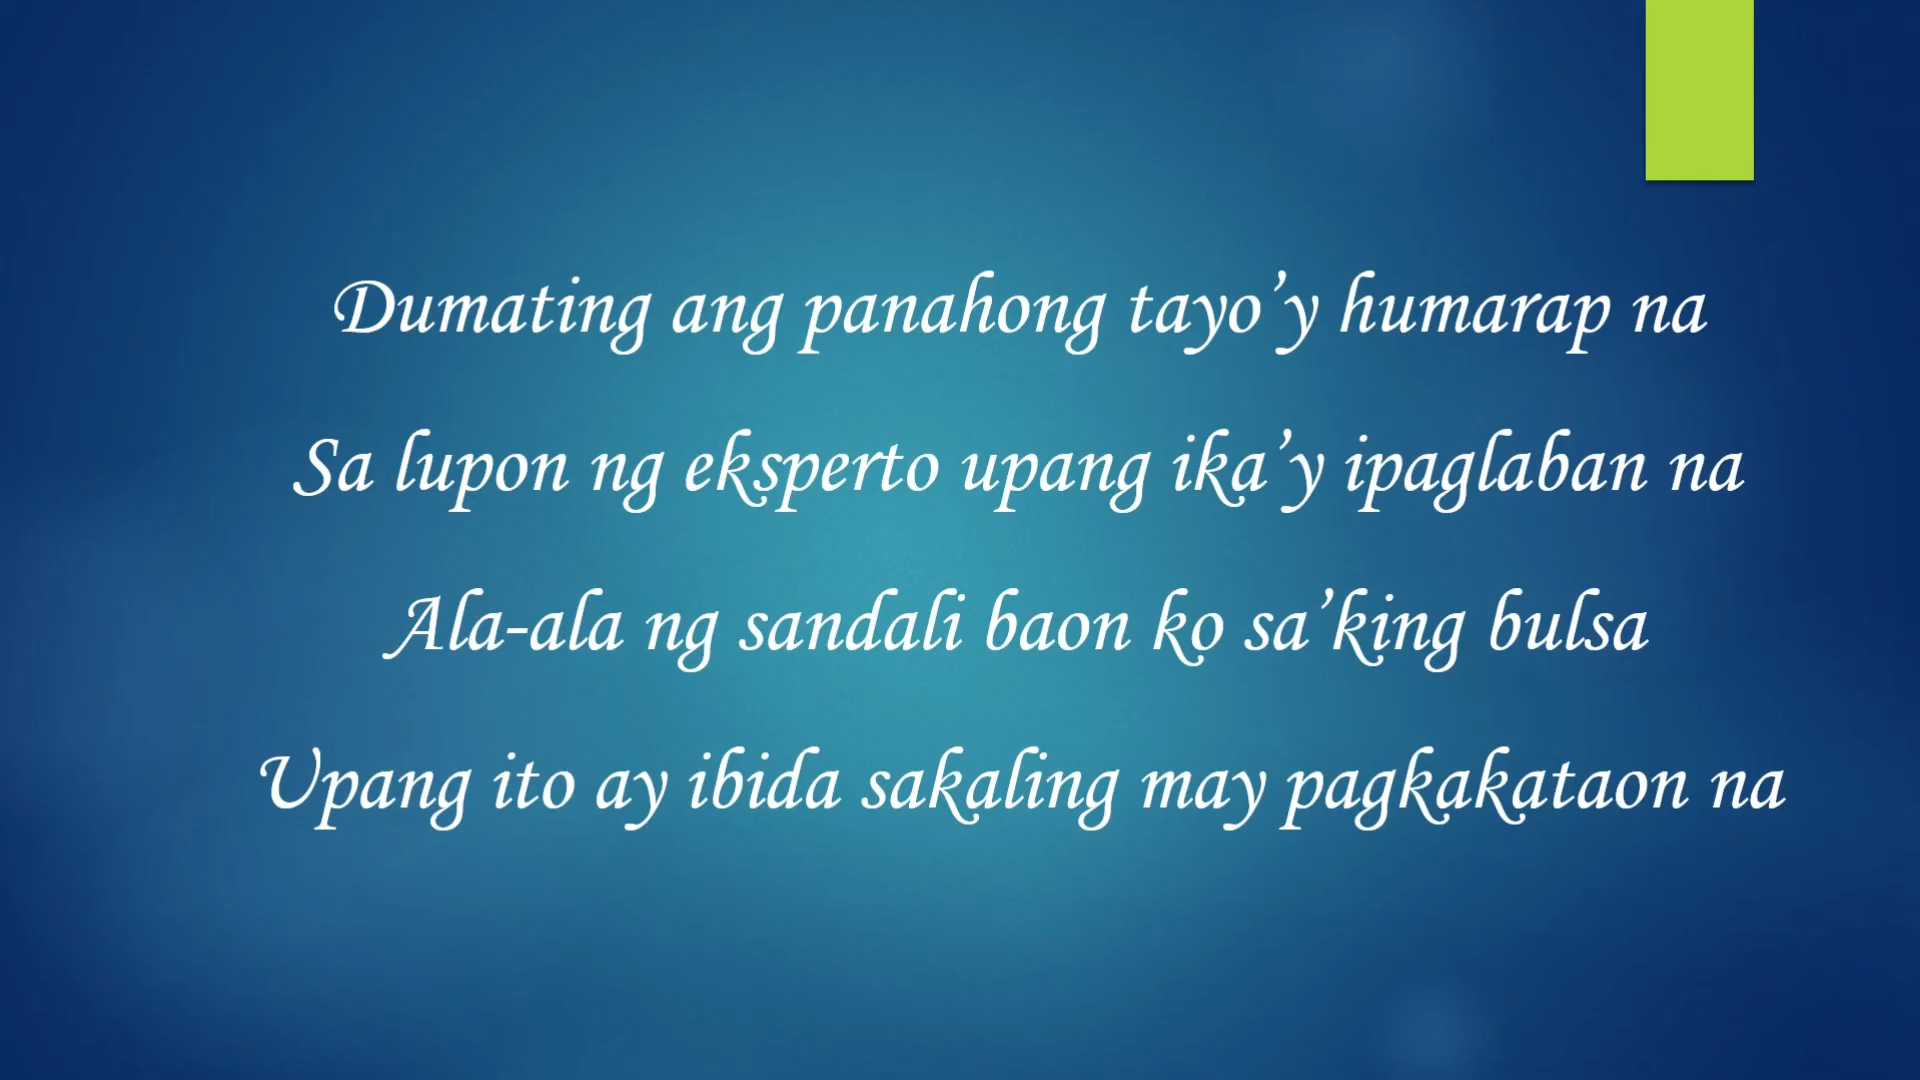 Dumating ang panahong tayo’y humarap na
Sa lupon ng eksperto upang ika’y ipaglaban na
Ala-ala ng sandali baon ko sa’king bulsa
Upang ito ay ibida sakaling may pagkakataon na